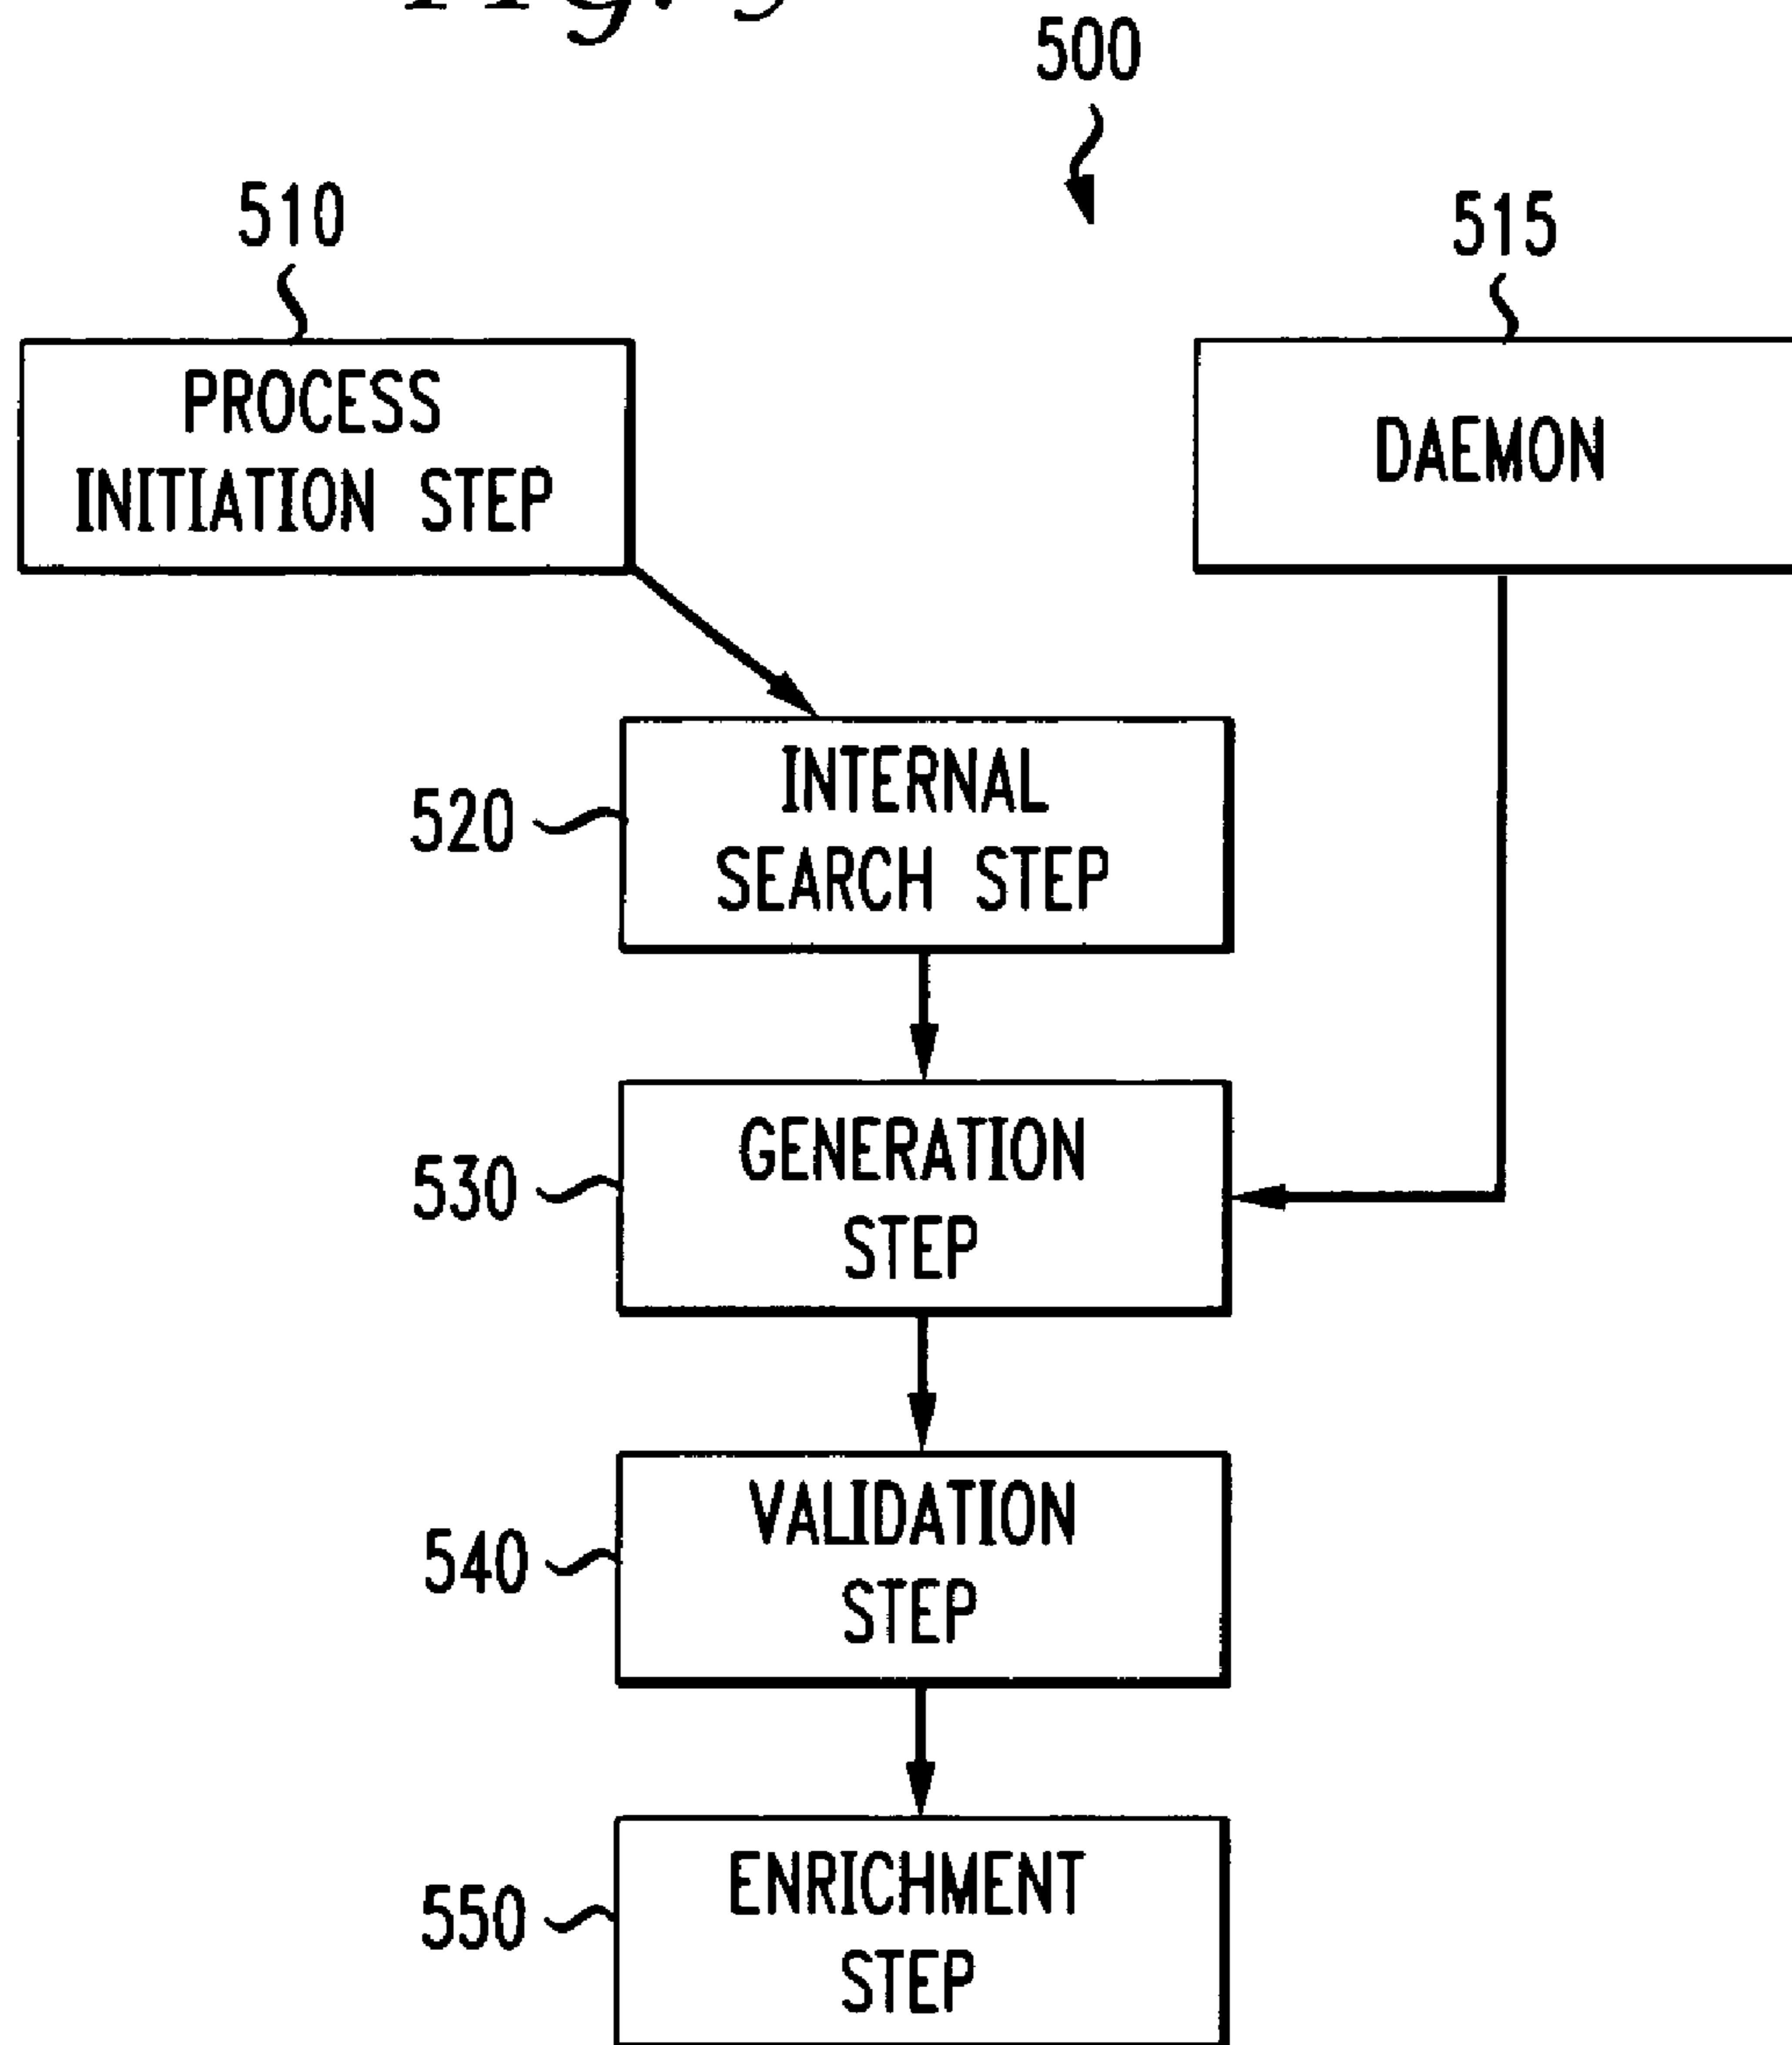 500
510
515
PROCESS
INITIATION STEP
DAEMON
520
INTERNAL
SEARCH STEP
530
GENERATION
STEP
540
VALIDATION
STEP
550
ENRICHMENT
STEP